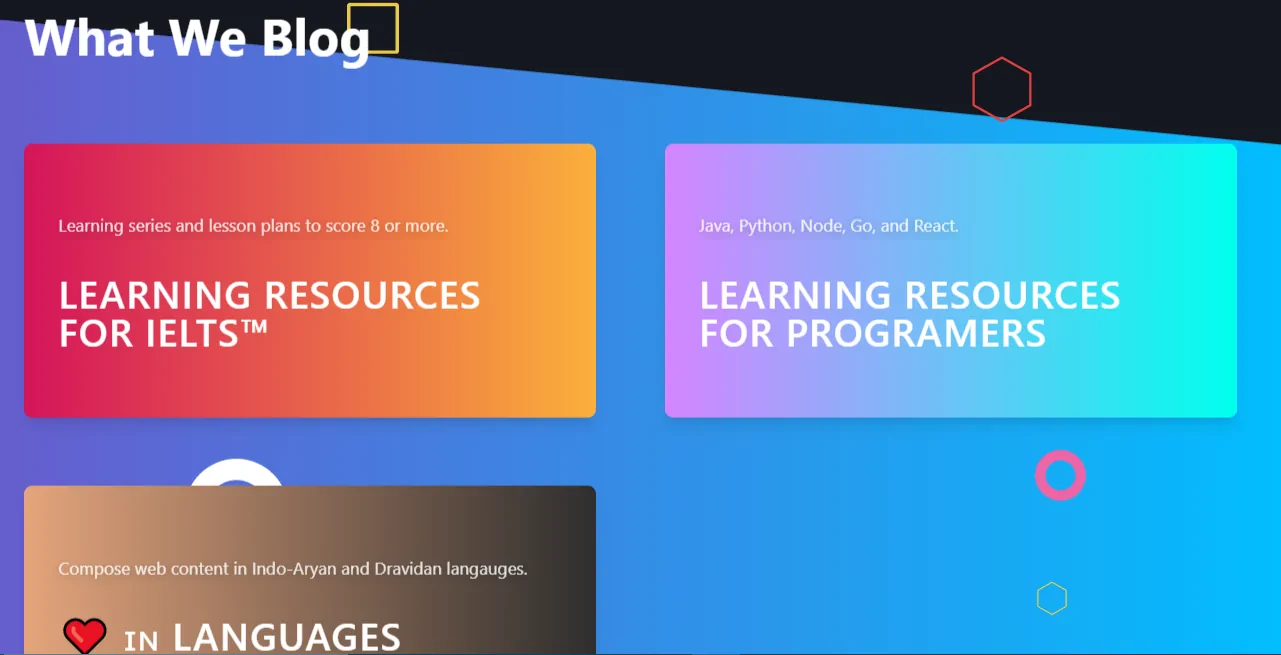 What We Blog
Learning series and lesson plans to score 8 or more.
LEARNING RESOURCES
FOR IELTS™
Java, Python, Node, Go, and React.
LEARNING RESOURCES
FOR PROGRAMERS
Compose web content in Indo-Aryan and Dravidan langauges.
❤️ IN LANGUAGES